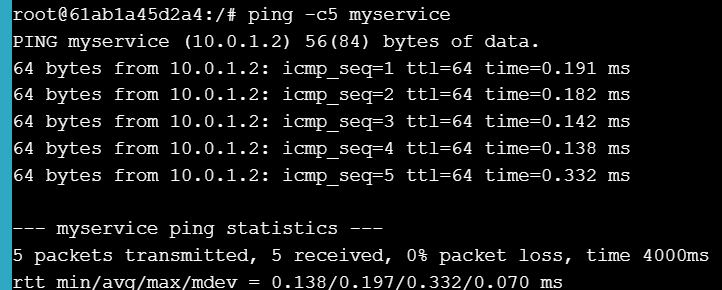 root@61ab1a45d2a4:/# ping -c5 myservice
PING myservice (10.0.1.2) 56(84) bytes of data.
64 bytes from 10.0.1.2: icmp_seq=1 ttl=64 time=0.191 ms
64 bytes from 10.0.1.2: icmp_seq=2 ttl=64 time=0.182 ms
64 bytes from 10.0.1.2: icmp_seq=3 ttl=64 time=0.142 ms
64 bytes from 10.0.1.2: icmp_seq=4 ttl=64 time=0.138 ms
64 bytes from 10.0.1.2: icmp_seq=5 ttl=64 time=0.332 ms
--- myservice ping statistics ---
5 packets transmitted, 5 received, 0% packet loss, time 4000ms
rtt min/avg/max/mdev = 0.138/0.197/0.332/0.070 ms